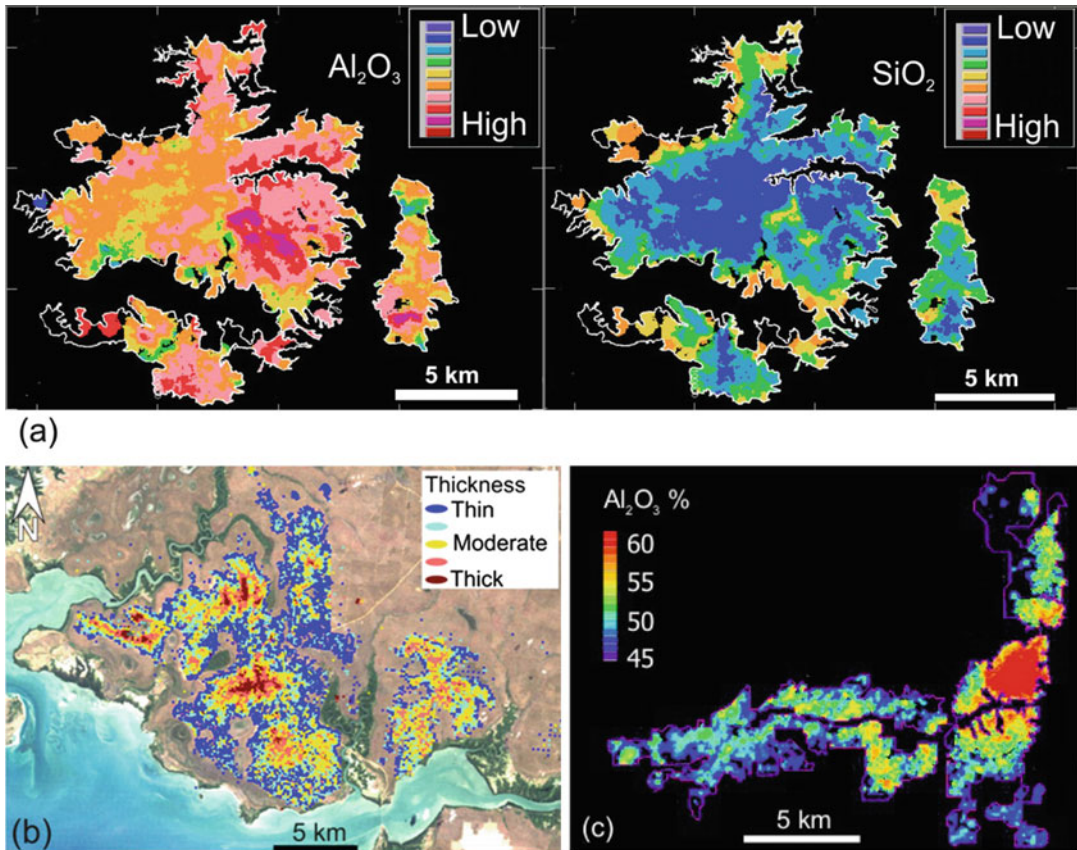 Al₂O₃
Low
High
5 km
SiO₂
Low
High
5 km
(a)
N
Thickness
Thin
Moderate
Thick
(b)
5 km
Al₂O₃ %
60
55
50
45
5 km
(c)